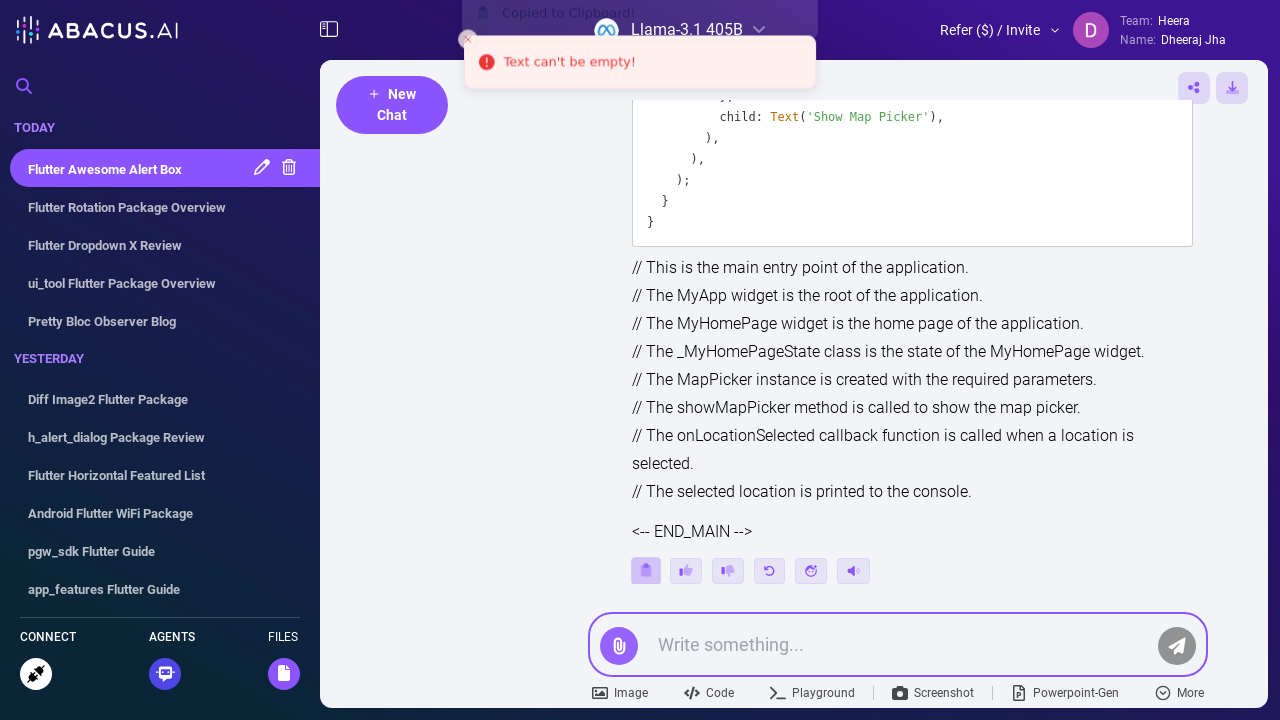 ABACUS.AI
Copied to Clipboard!
Llama-3.1 405B
Text can't be empty!
Refer ($) / Invite
D
Team: Heera
Name: Dheeraj Jha
+ New Chat
TODAY
Flutter Awesome Alert Box
Flutter Rotation Package Overview
Flutter Dropdown X Review
ui_tool Flutter Package Overview
Pretty Bloc Observer Blog
YESTERDAY
Diff Image2 Flutter Package
h_alert_dialog Package Review
Flutter Horizontal Featured List
Android Flutter WiFi Package
pgw_sdk Flutter Guide
app_features Flutter Guide
CONNECT
AGENTS
FILES
child: Text('Show Map Picker'),
),
),
);
}
}
// This is the main entry point of the application.
// The MyApp widget is the root of the application.
// The MyHomePage widget is the home page of the application.
// The _MyHomePageState class is the state of the MyHomePage widget.
// The MapPicker instance is created with the required parameters.
// The showMapPicker method is called to show the map picker.
// The onLocationSelected callback function is called when a location is
selected.
// The selected location is printed to the console.
<-- END_MAIN -->
Write something...
Image
Code
Playground
Screenshot
Powerpoint-Gen
More